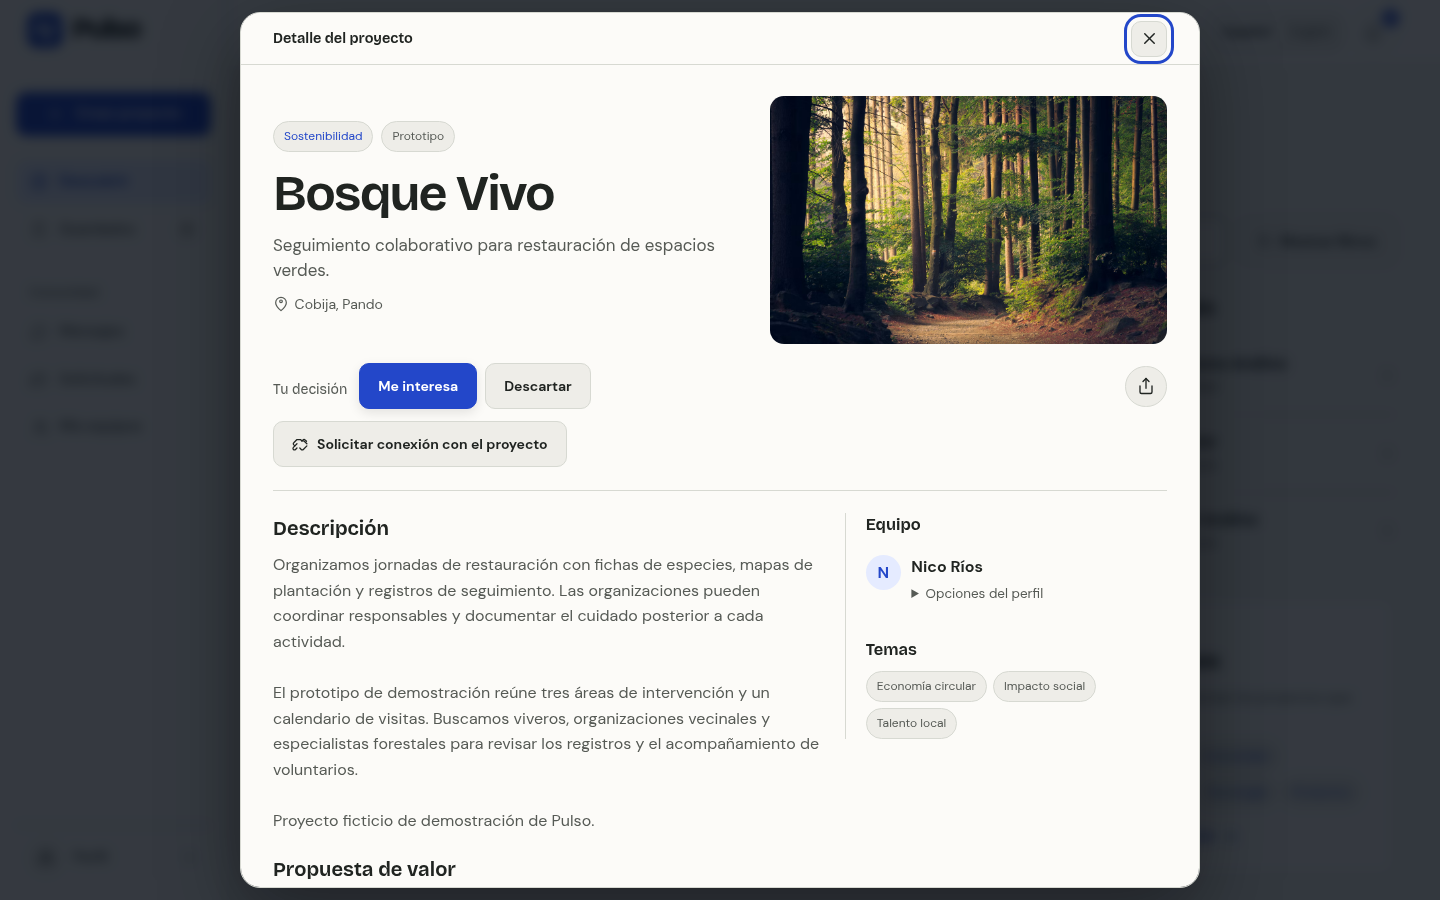 Detalle del proyecto
Sostenibilidad
Prototipo
Bosque Vivo
Seguimiento colaborativo para restauración de espacios
verdes.
Cobija, Pando
Tu decisión
Me interesa
Descartar
Solicitar conexión con el proyecto
Descripción
Organizamos jornadas de restauración con fichas de especies, mapas de
plantación y registros de seguimiento. Las organizaciones pueden
coordinar responsables y documentar el cuidado posterior a cada
actividad.
El prototipo de demostración reúne tres áreas de intervención y un
calendario de visitas. Buscamos viveros, organizaciones vecinales y
especialistas forestales para revisar los registros y el acompañamiento de
voluntarios.
Proyecto ficticio de demostración de Pulso.
Propuesta de valor
Equipo
N
Nico Ríos
Opciones del perfil
Temas
Economía circular
Impacto social
Talento local
Pulso